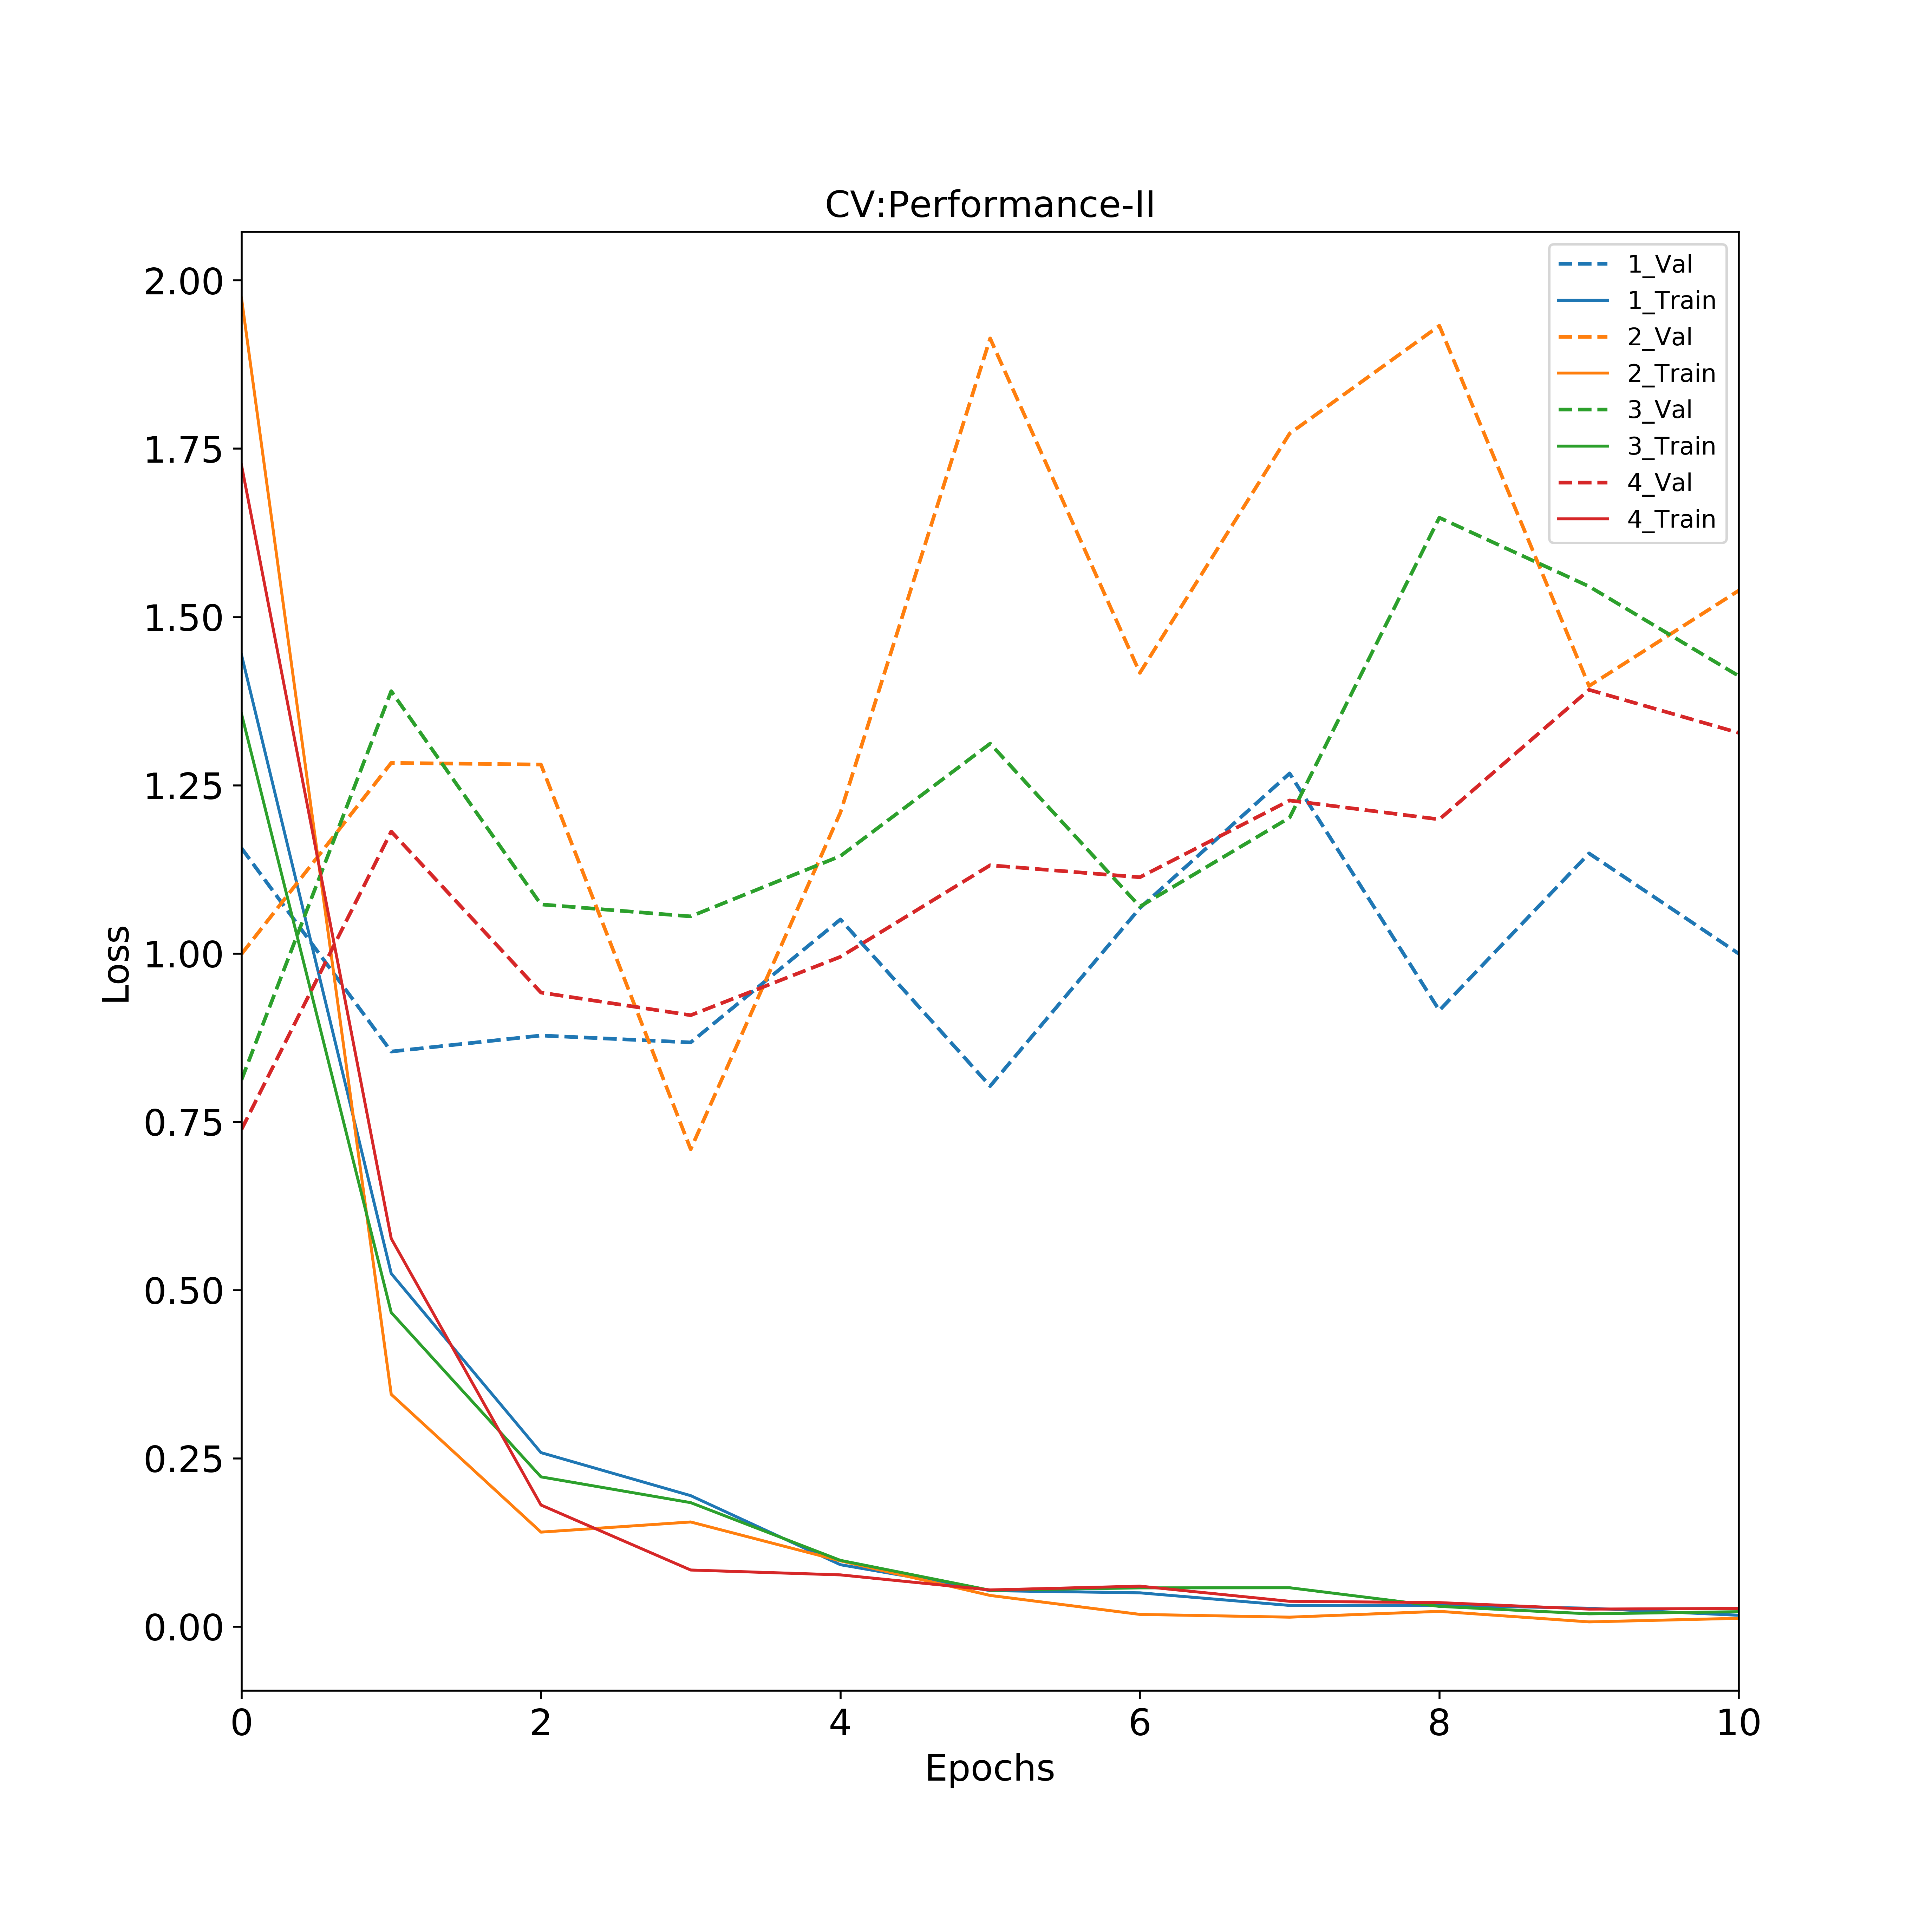 CV:Performance-II
2.00
1.75
1.50
1.25
1.00
0.75
0.50
0.25
0.00
Loss
0 2 4 6 8 10
Epochs
1_Val
1_Train
2_Val
2_Train
3_Val
3_Train
4_Val
4_Train